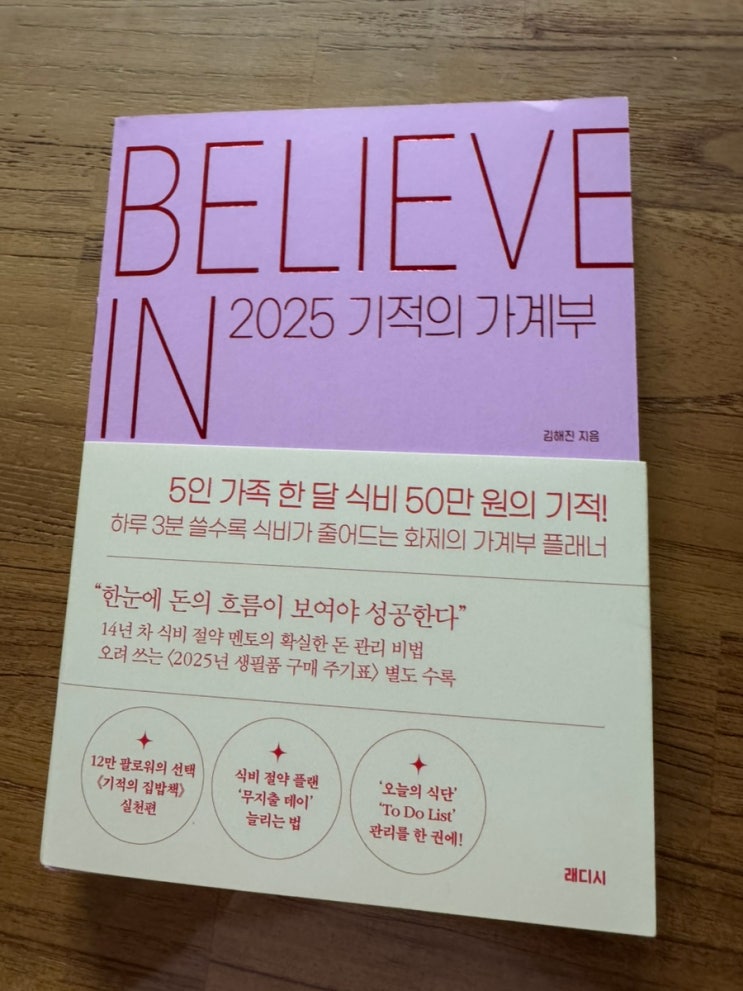 BELIEVE
IN
2025 기적의 가계부
김해진 지음
5인 가족 한 달 식비 50만 원의 기적!
하루 3분 쓸수록 식비가 줄어드는 화제의 가계부 플래너
“한눈에 돈의 흐름이 보여야 성공한다”
14년 차 식비 절약 멘토의 확실한 돈 관리 비법
오려 쓰는 〈2025년 생필품 구매 주기표〉 별도 수록
12만 팔로워의 선택
《기적의 집밥책》
실천편
식비 절약 플랜
‘무지출 데이’
늘리는 법
‘오늘의 식단’
‘To Do List’
관리를 한 권에!
래디시